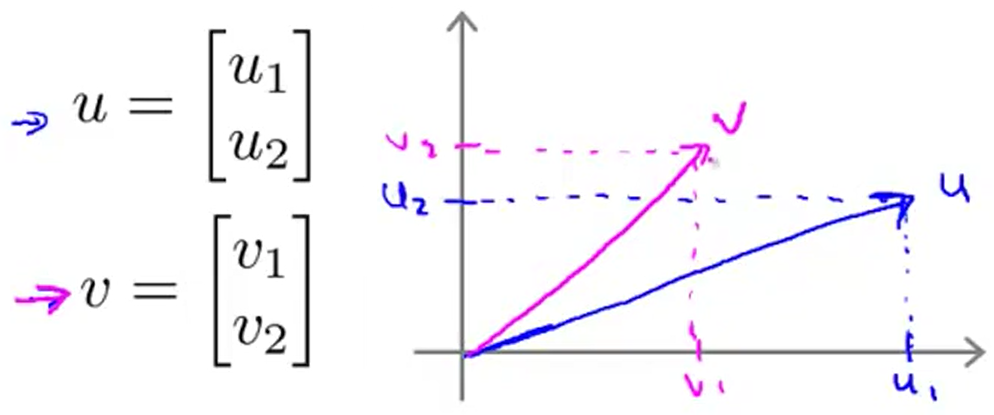 u = [u₁
u₂]
v = [v₁
v₂]
v
v₂
u₂
u
v₁
u₁